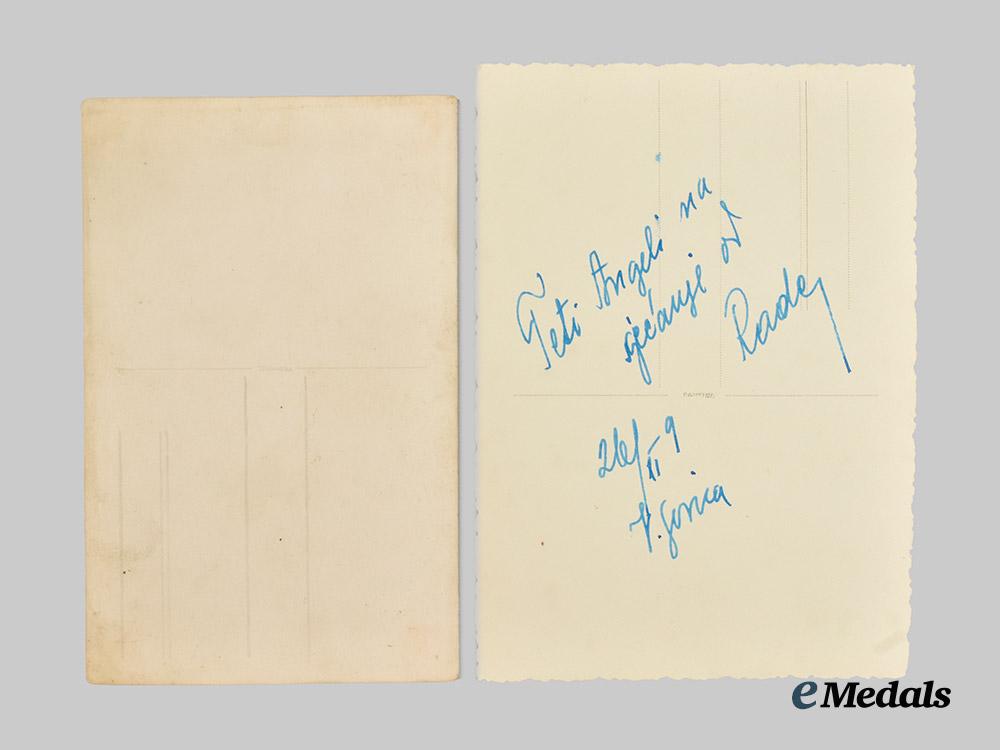 Teti Angeli na
sjećanje od
Rade
26/II 9
V. Gorica
eMedals